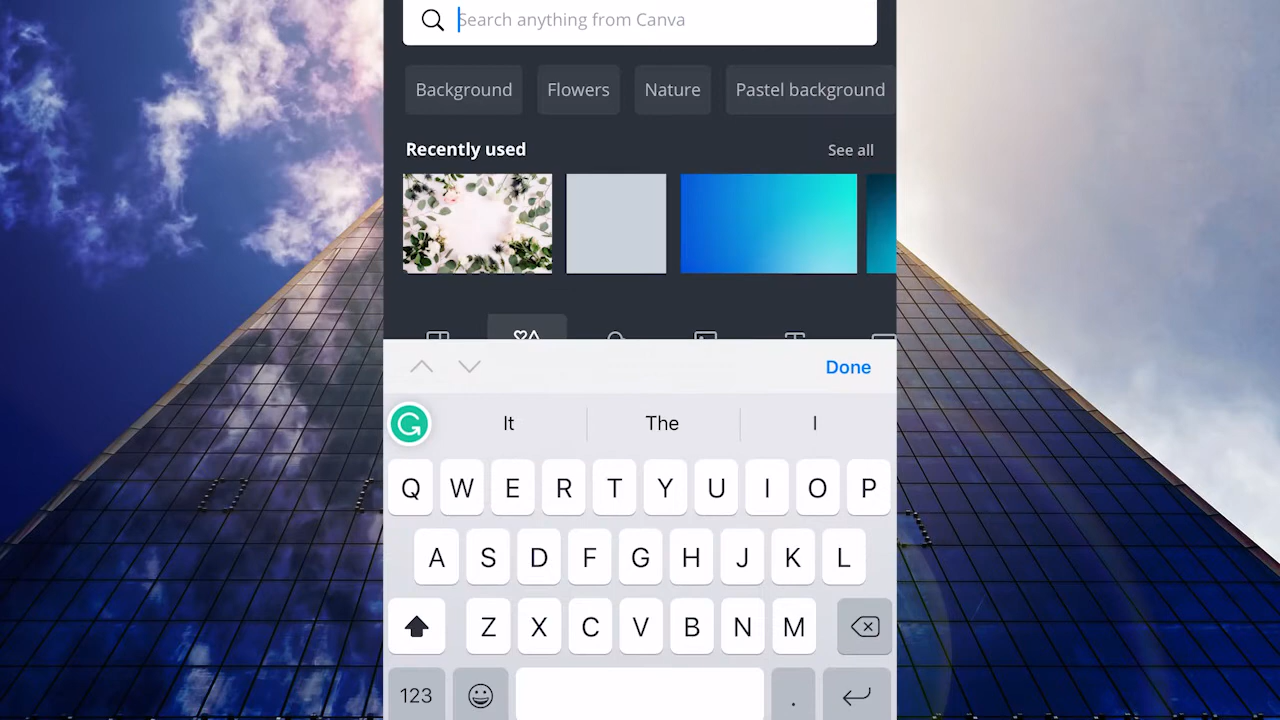 Search anything from Canva
Background Flowers Nature Pastel background
Recently used See all
Done
It The I
Q W E R T Y U I O P
A S D F G H J K L
Z X C V B N M
123 .